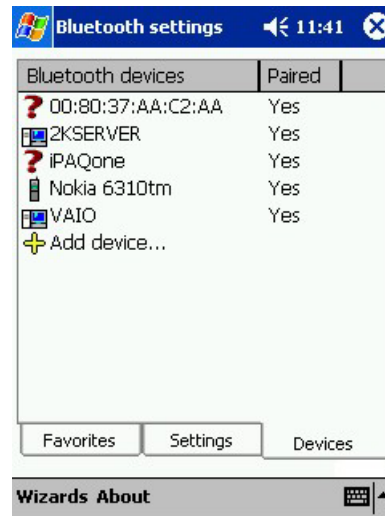 Bluetooth settings 11:41
Bluetooth devices Paired
00:80:37:AA:C2:AA Yes
2KSERVER Yes
iPAQone Yes
Nokia 6310tm Yes
VAIO Yes
Add device...
Favorites Settings Devices
Wizards About